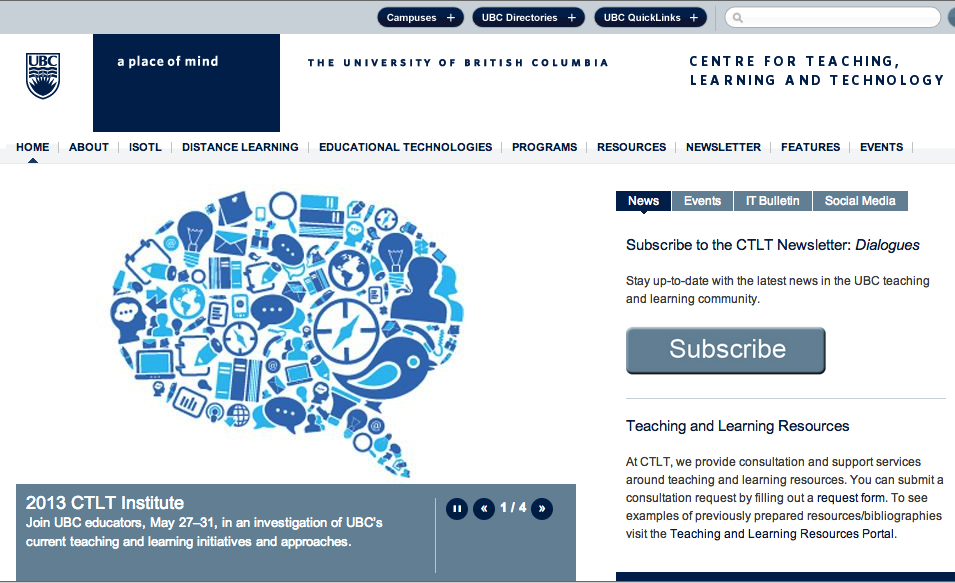 Campuses +
UBC Directories +
UBC QuickLinks +
UBC
a place of mind
THE UNIVERSITY OF BRITISH COLUMBIA
CENTRE FOR TEACHING,
LEARNING AND TECHNOLOGY
HOME
ABOUT
ISOTL
DISTANCE LEARNING
EDUCATIONAL TECHNOLOGIES
PROGRAMS
RESOURCES
NEWSLETTER
FEATURES
EVENTS
News
Events
IT Bulletin
Social Media
Subscribe to the CTLT Newsletter: Dialogues
Stay up-to-date with the latest news in the UBC teaching
and learning community.
Subscribe
Teaching and Learning Resources
At CTLT, we provide consultation and support services
around teaching and learning resources. You can submit a
consultation request by filling out a request form. To see
examples of previously prepared resources/bibliographies
visit the Teaching and Learning Resources Portal.
2013 CTLT Institute
Join UBC educators, May 27–31, in an investigation of UBC's
current teaching and learning initiatives and approaches.
« 1 / 4 »